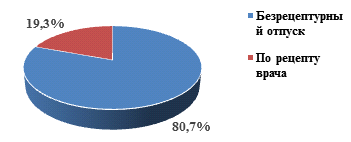 19,3%
80,7%
Безрецептурны
й отпуск
По рецепту
врача